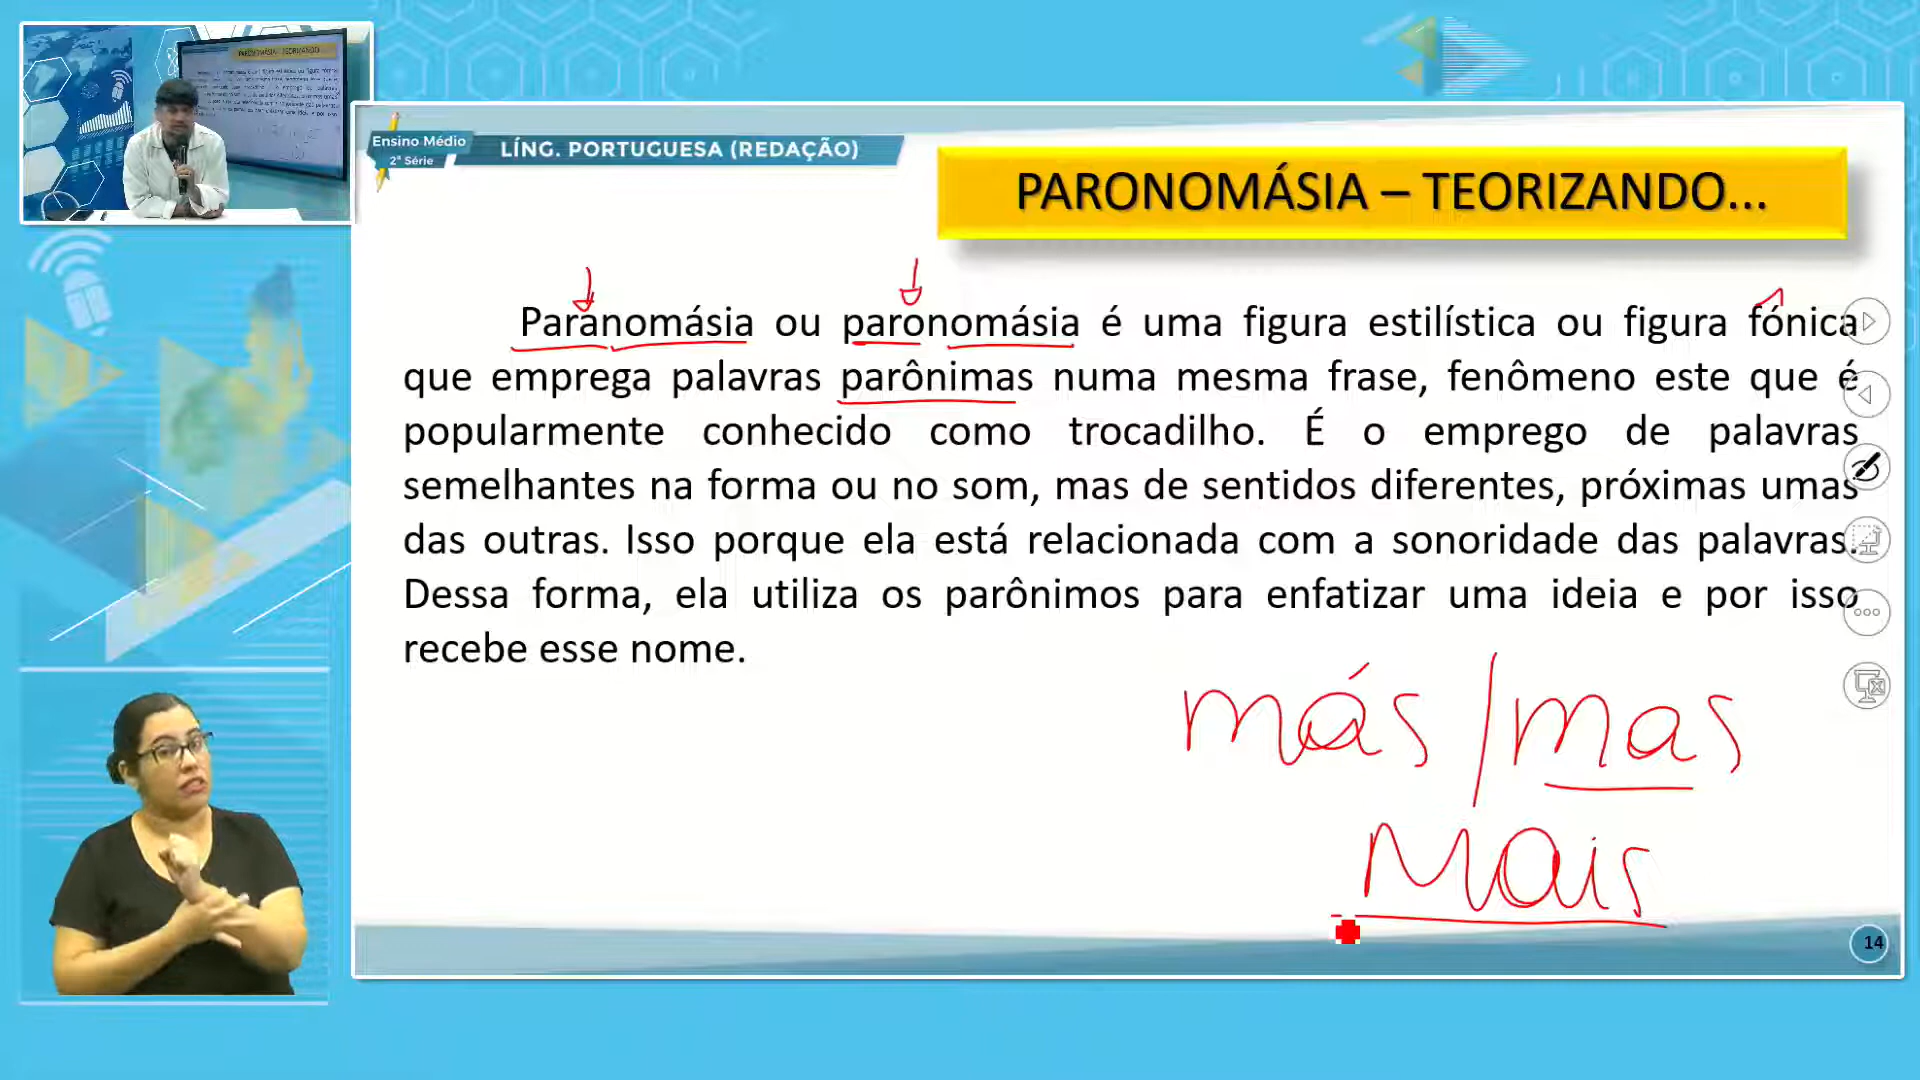 Ensino Médio
2ª Série
LÍNG. PORTUGUESA (REDAÇÃO)
PARONOMÁSIA – TEORIZANDO...
Paranomásia ou paronomásia é uma figura estilística ou figura fónica
que emprega palavras parônimas numa mesma frase, fenômeno este que é
popularmente conhecido como trocadilho. É o emprego de palavras
semelhantes na forma ou no som, mas de sentidos diferentes, próximas umas
das outras. Isso porque ela está relacionada com a sonoridade das palavras.
Dessa forma, ela utiliza os parônimos para enfatizar uma ideia e por isso
recebe esse nome.
más / mas
Mais
14
PARONOMÁSIA – TEORIZANDO...